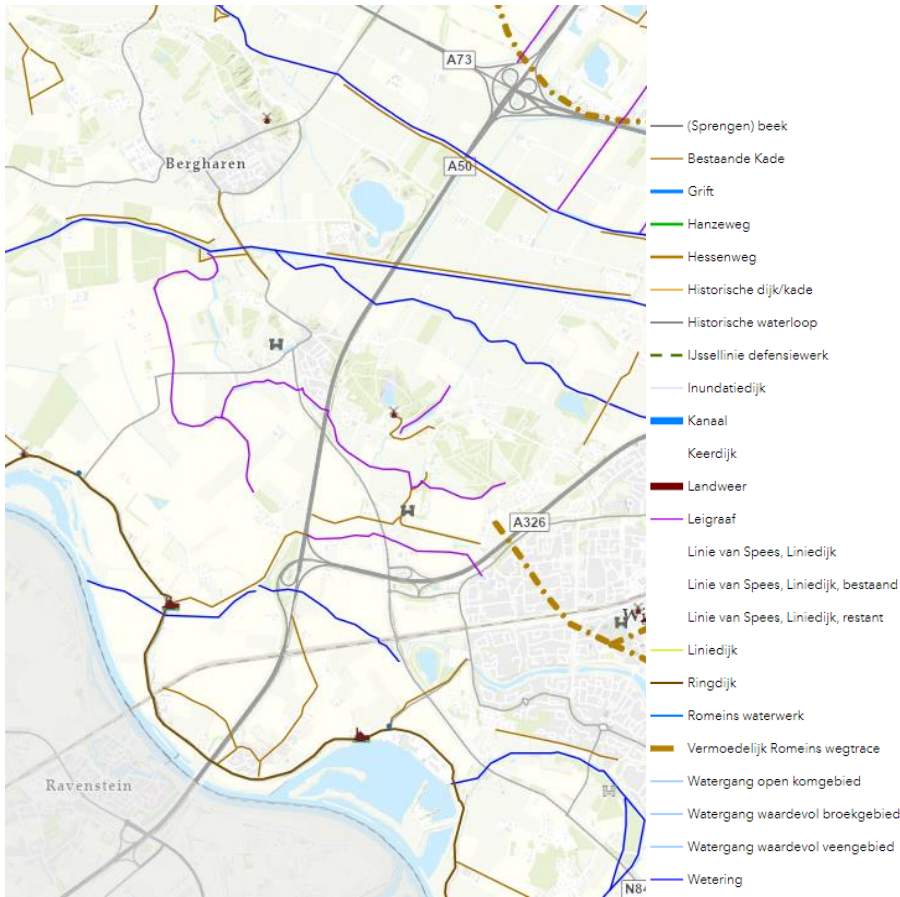 A73
Bergharen
A50
A326
Wi
Ravenstein
N84
(Sprengen) beek
Bestaande Kade
Grift
Hanzeweg
Hessenweg
Historische dijk/kade
Historische waterloop
IJssellinie defensiewerk
Inundatiedijk
Kanaal
Keerdijk
Landweer
Leigraaf
Linie van Spees, Liniedijk
Linie van Spees, Liniedijk, bestaand
Linie van Spees, Liniedijk, restant
Liniedijk
Ringdijk
Romeins waterwerk
Vermoedelijk Romeins wegtrace
Watergang open komgebied
Watergang waardevol broekgebied
Watergang waardevol veengebied
Wetering